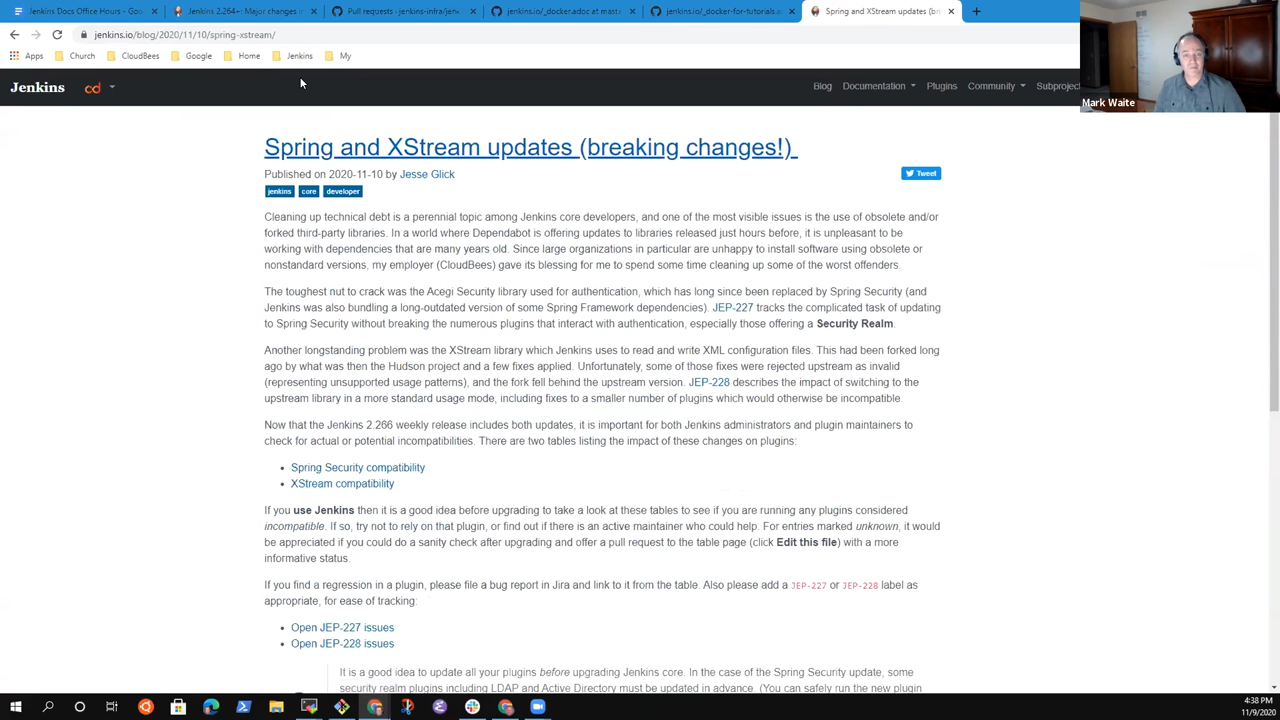 Jenkins Docs Office Hours - Goo
Jenkins 2.264+: Major changes in
Pull requests · jenkins-infra/jen
jenkins.io/_docker.adoc at maste
jenkins.io/_docker-for-tutorials.a
Spring and XStream updates (bre
jenkins.io/blog/2020/11/10/spring-xstream/
Apps Church CloudBees Google Home Jenkins My
Jenkins cd Blog Documentation Plugins Community Subproject
Mark Waite
Spring and XStream updates (breaking changes!)
Published on 2020-11-10 by Jesse Glick
Tweet
jenkins core developer
Cleaning up technical debt is a perennial topic among Jenkins core developers, and one of the most visible issues is the use of obsolete and/or
forked third-party libraries. In a world where Dependabot is offering updates to libraries released just hours before, it is unpleasant to be
working with dependencies that are many years old. Since large organizations in particular are unhappy to install software using obsolete or
nonstandard versions, my employer (CloudBees) gave its blessing for me to spend some time cleaning up some of the worst offenders.
The toughest nut to crack was the Acegi Security library used for authentication, which has long since been replaced by Spring Security (and
Jenkins was also bundling a long-outdated version of some Spring Framework dependencies). JEP-227 tracks the complicated task of updating
to Spring Security without breaking the numerous plugins that interact with authentication, especially those offering a Security Realm.
Another longstanding problem was the XStream library which Jenkins uses to read and write XML configuration files. This had been forked long
ago by what was then the Hudson project and a few fixes applied. Unfortunately, some of those fixes were rejected upstream as invalid
(representing unsupported usage patterns), and the fork fell behind the upstream version. JEP-228 describes the impact of switching to the
upstream library in a more standard usage mode, including fixes to a smaller number of plugins which would otherwise be incompatible.
Now that the Jenkins 2.266 weekly release includes both updates, it is important for both Jenkins administrators and plugin maintainers to
check for actual or potential incompatibilities. There are two tables listing the impact of these changes on plugins:
• Spring Security compatibility
• XStream compatibility
If you use Jenkins then it is a good idea before upgrading to take a look at these tables to see if you are running any plugins considered
incompatible. If so, try not to rely on that plugin, or find out if there is an active maintainer who could help. For entries marked unknown, it would
be appreciated if you could do a sanity check after upgrading and offer a pull request to the table page (click Edit this file) with a more
informative status.
If you find a regression in a plugin, please file a bug report in Jira and link to it from the table. Also please add a JEP-227 or JEP-228 label as
appropriate, for ease of tracking:
• Open JEP-227 issues
• Open JEP-228 issues
It is a good idea to update all your plugins before upgrading Jenkins core. In the case of the Spring Security update, some
security realm plugins including LDAP and Active Directory must be updated in advance. (You can safely run the new plugin
4:38 PM
11/9/2020